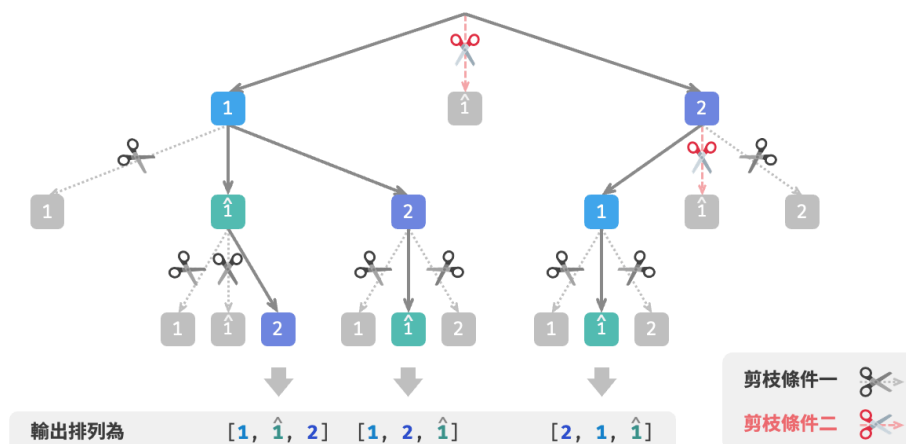 1 1̂ 2
1 1̂ 2 1 1̂ 2
1 1̂ 2 1 1̂ 2 1 1̂ 2
剪枝條件一
剪枝條件二
輸出排列為 [1, 1̂, 2] [1, 2, 1̂] [2, 1, 1̂]